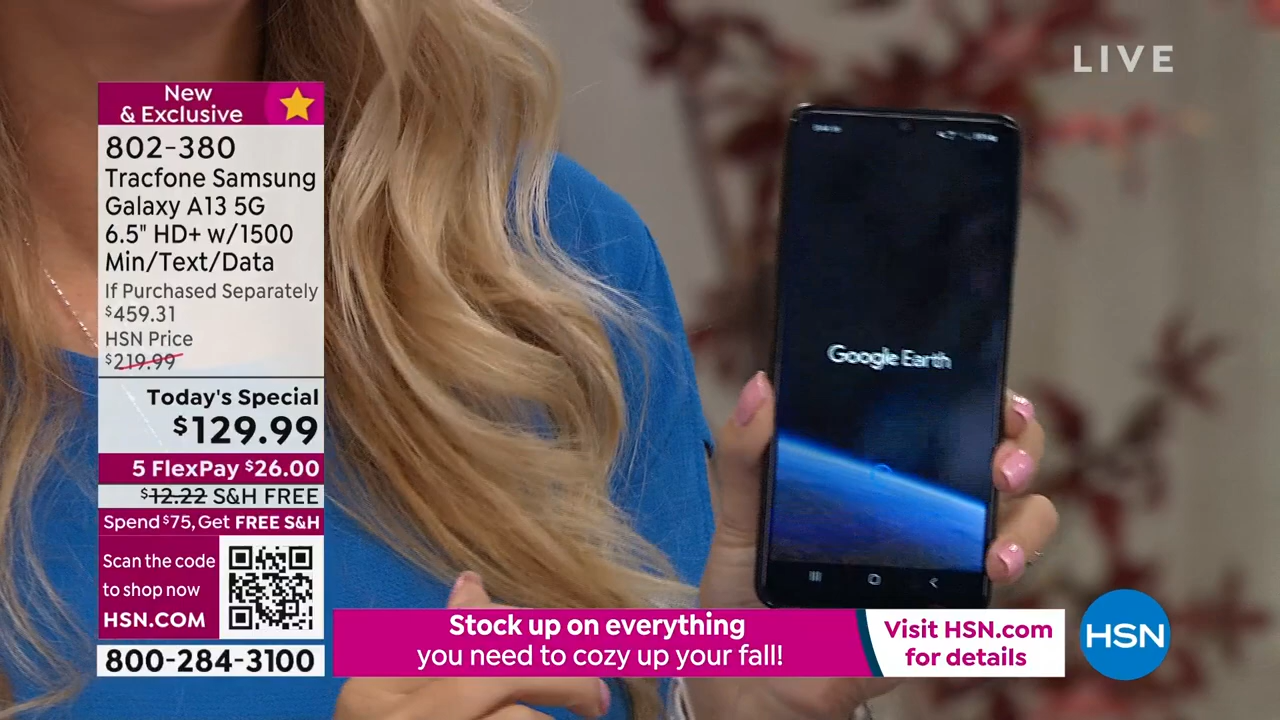 LIVE
New
& Exclusive
802-380
Tracfone Samsung
Galaxy A13 5G
6.5" HD+ w/1500
Min/Text/Data
If Purchased Separately
$459.31
HSN Price
$219.99
Today's Special
$129.99
5 FlexPay $26.00
$12.22 S&H FREE
Spend $75, Get FREE S&H
Scan the code
to shop now
HSN.COM
800-284-3100
Google Earth
Stock up on everything
you need to cozy up your fall!
Visit HSN.com
for details
HSN